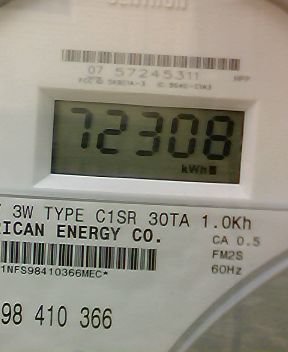 07 57245311
72308
kWh
3W TYPE C1SR 30TA 1.0Kh
RICAN ENERGY CO.
CA 0.5
FM2S
60Hz
1NFS98410366MEC*
98 410 366